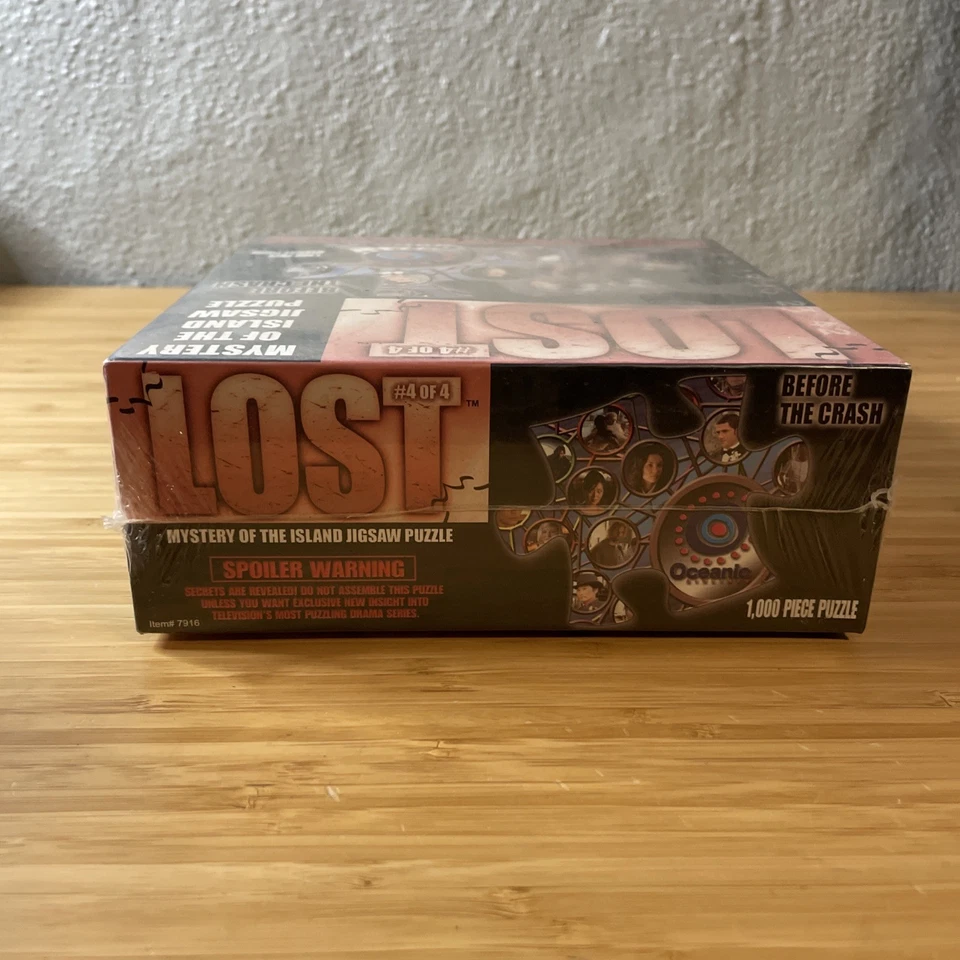 MYSTERY
OF THE
ISLAND
JIGSAW
PUZZLE
LOST
#4 OF 4
LOST
#4 OF 4
™
MYSTERY OF THE ISLAND JIGSAW PUZZLE
SPOILER WARNING
SECRETS ARE REVEALED! DO NOT ASSEMBLE THIS PUZZLE
UNLESS YOU WANT EXCLUSIVE NEW INSIGHT INTO
TELEVISION'S MOST PUZZLING DRAMA SERIES.
Item# 7916
BEFORE
THE CRASH
Oceanic
1,000 PIECE PUZZLE